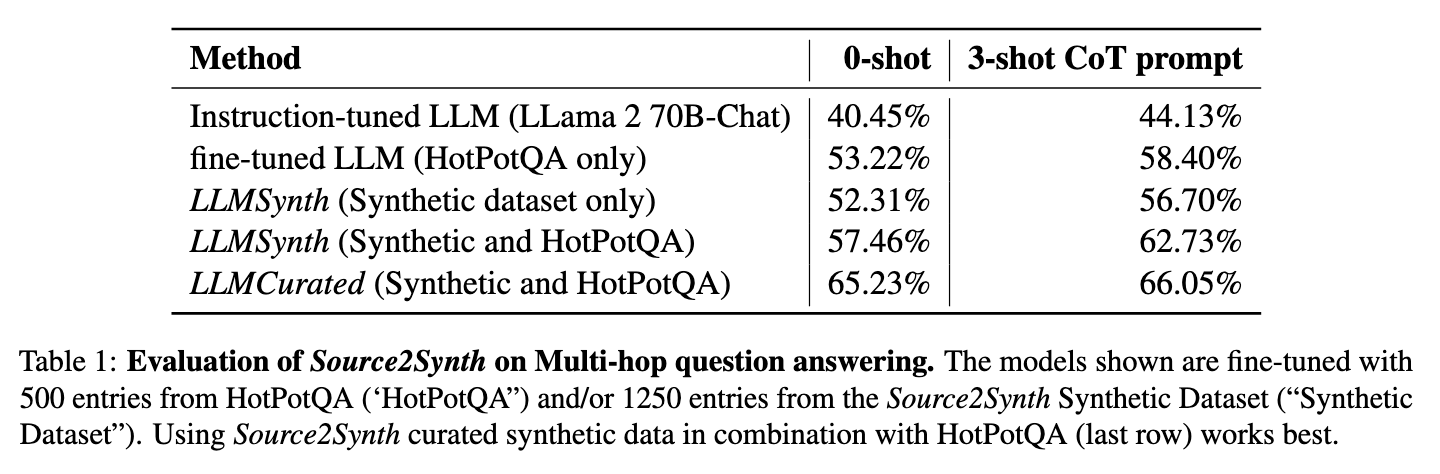 Method 0-shot 3-shot CoT prompt
Instruction-tuned LLM (LLama 2 70B-Chat) 40.45% 44.13%
fine-tuned LLM (HotPotQA only) 53.22% 58.40%
LLMSynth (Synthetic dataset only) 52.31% 56.70%
LLMSynth (Synthetic and HotPotQA) 57.46% 62.73%
LLMCurated (Synthetic and HotPotQA) 65.23% 66.05%
Table 1: Evaluation of Source2Synth on Multi-hop question answering. The models shown are fine-tuned with
500 entries from HotPotQA (‘HotPotQA”) and/or 1250 entries from the Source2Synth Synthetic Dataset (“Synthetic
Dataset”). Using Source2Synth curated synthetic data in combination with HotPotQA (last row) works best.